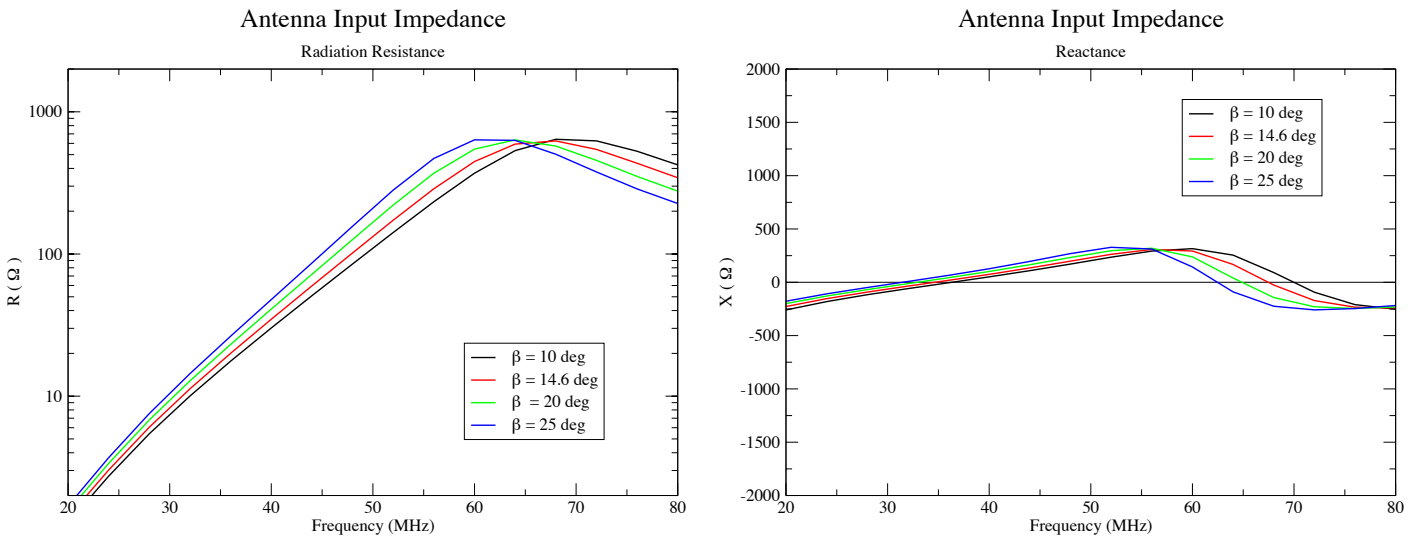 Antenna Input Impedance
Radiation Resistance
1000
100
10
R ( Ω )
20 30 40 50 60 70 80
Frequency (MHz)
β = 10 deg
β = 14.6 deg
β = 20 deg
β = 25 deg
Antenna Input Impedance
Reactance
2000
1500
1000
500
0
-500
-1000
-1500
-2000
X ( Ω )
20 30 40 50 60 70 80
Frequency (MHz)
β = 10 deg
β = 14.6 deg
β = 20 deg
β = 25 deg